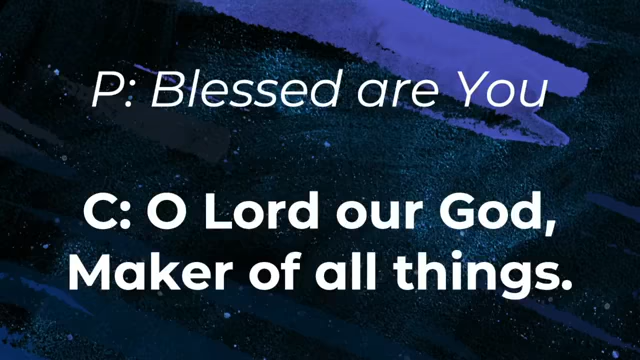 P: Blessed are You
C: O Lord our God,
Maker of all things.